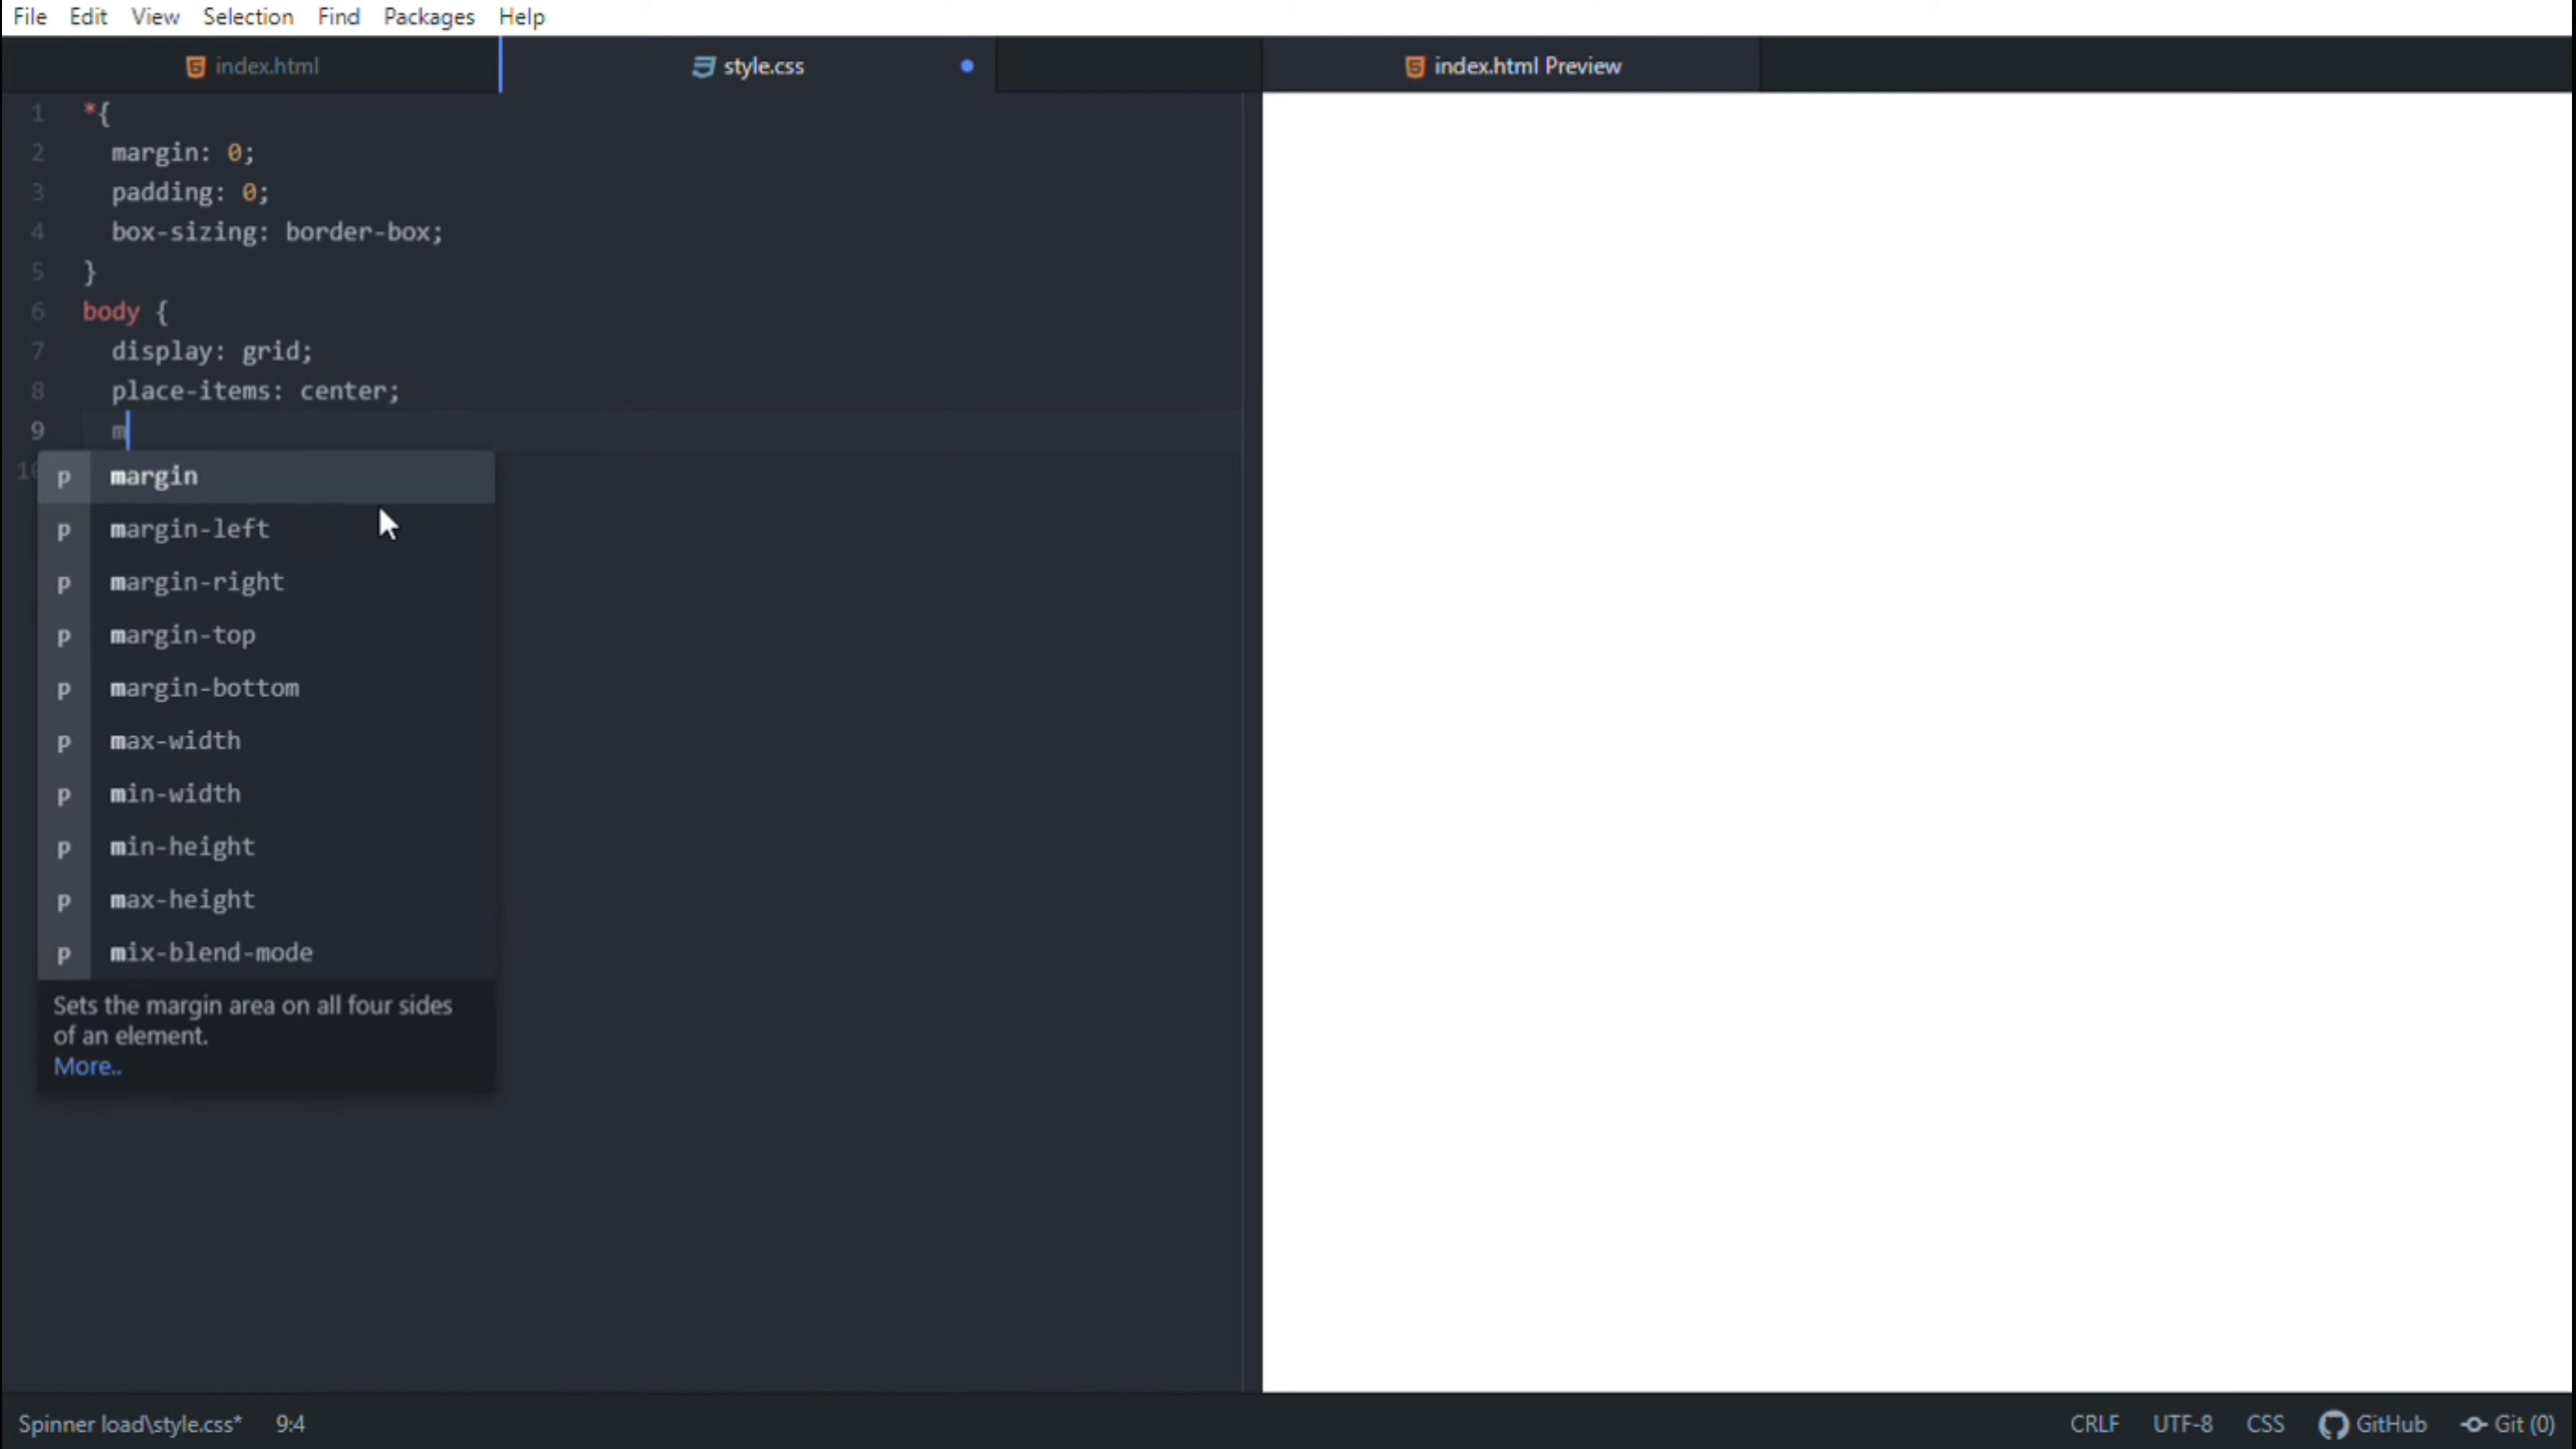 File Edit View Selection Find Packages Help
index.html style.css index.html Preview
1 *{
2 margin: 0;
3 padding: 0;
4 box-sizing: border-box;
5 }
6 body {
7 display: grid;
8 place-items: center;
9 m
10
p margin
p margin-left
p margin-right
p margin-top
p margin-bottom
p max-width
p min-width
p min-height
p max-height
p mix-blend-mode
Sets the margin area on all four sides
of an element.
More..
Spinner load\style.css* 9:4 CRLF UTF-8 CSS GitHub Git (0)